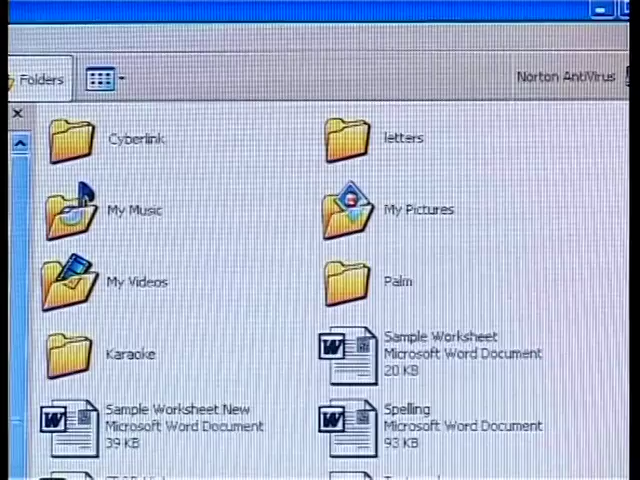 Folders
Norton AntiVirus
Cyberlink
letters
My Music
My Pictures
My Videos
Palm
Karaoke
Sample Worksheet
Microsoft Word Document
20 KB
Sample Worksheet New
Microsoft Word Document
39 KB
Spelling
Microsoft Word Document
93 KB